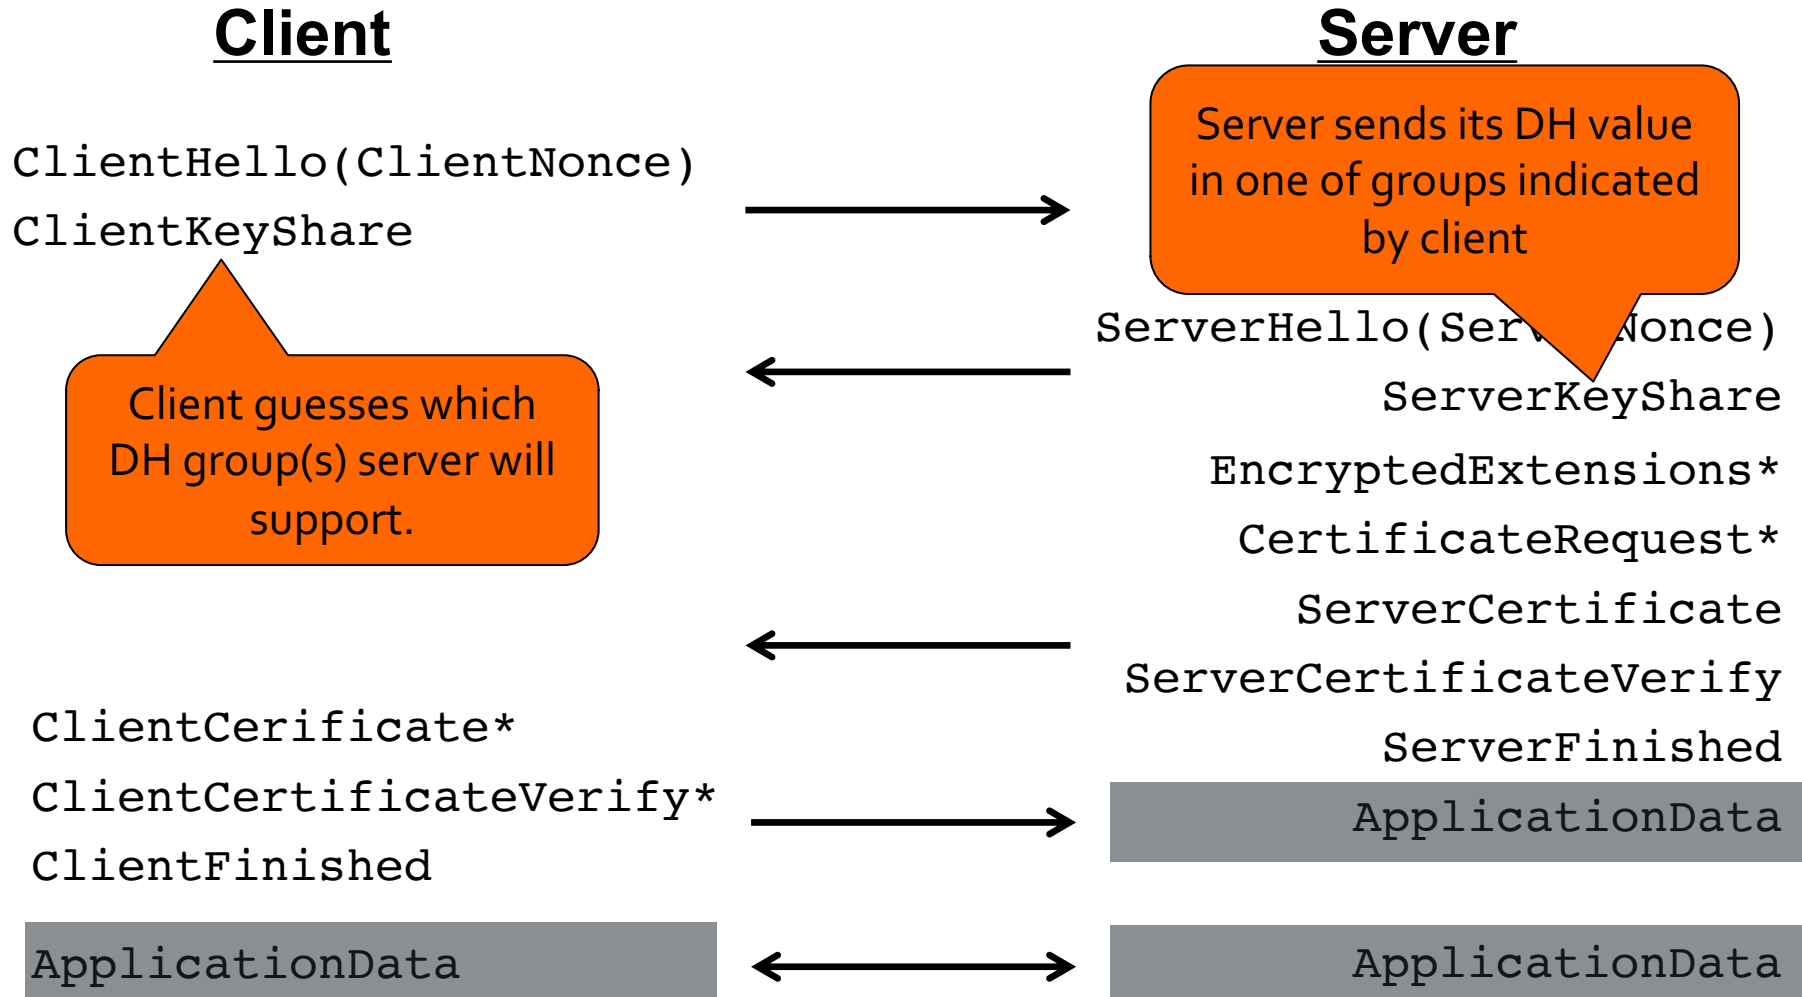 Client
Server
ClientHello(ClientNonce)
ClientKeyShare
Server sends its DH value
in one of groups indicated
by client
Client guesses which
DH group(s) server will
support.
ServerHello(Ser Nonce)
ServerKeyShare
EncryptedExtensions*
CertificateRequest*
ServerCertificate
ServerCertificateVerify
ServerFinished
ApplicationData
ClientCerificate*
ClientCertificateVerify*
ClientFinished
ApplicationData
ApplicationData